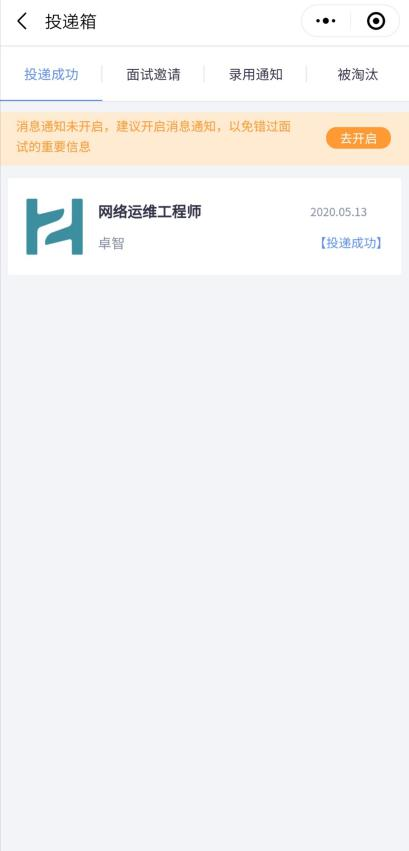 投递箱
投递成功 面试邀请 录用通知 被淘汰
消息通知未开启，建议开启消息通知，以免错过面
试的重要信息
去开启
网络运维工程师 2020.05.13
卓智 【投递成功】